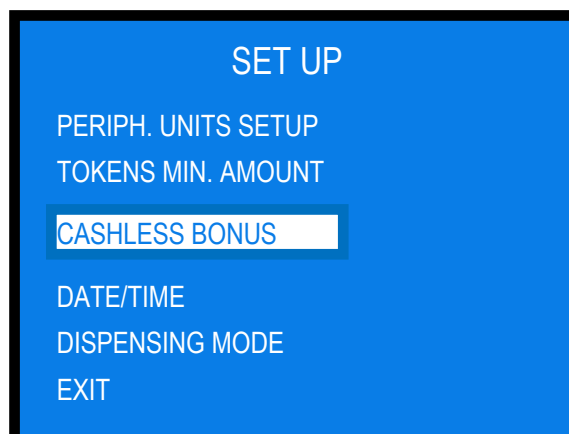 SET UP
PERIPH. UNITS SETUP
TOKENS MIN. AMOUNT
CASHLESS BONUS
DATE/TIME
DISPENSING MODE
EXIT